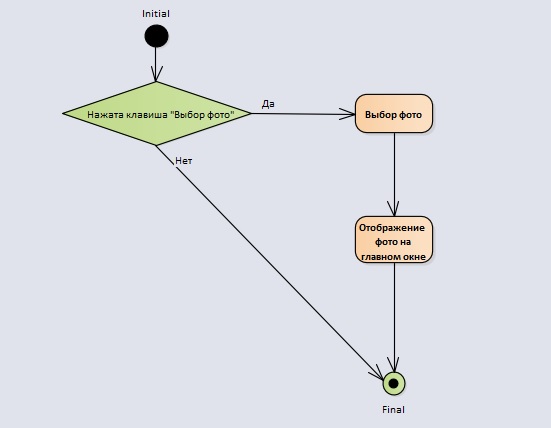 Initial
Нажата клавиша "Выбор фото"
Да
Выбор фото
Нет
Отображение
фото на
главном окне
Final